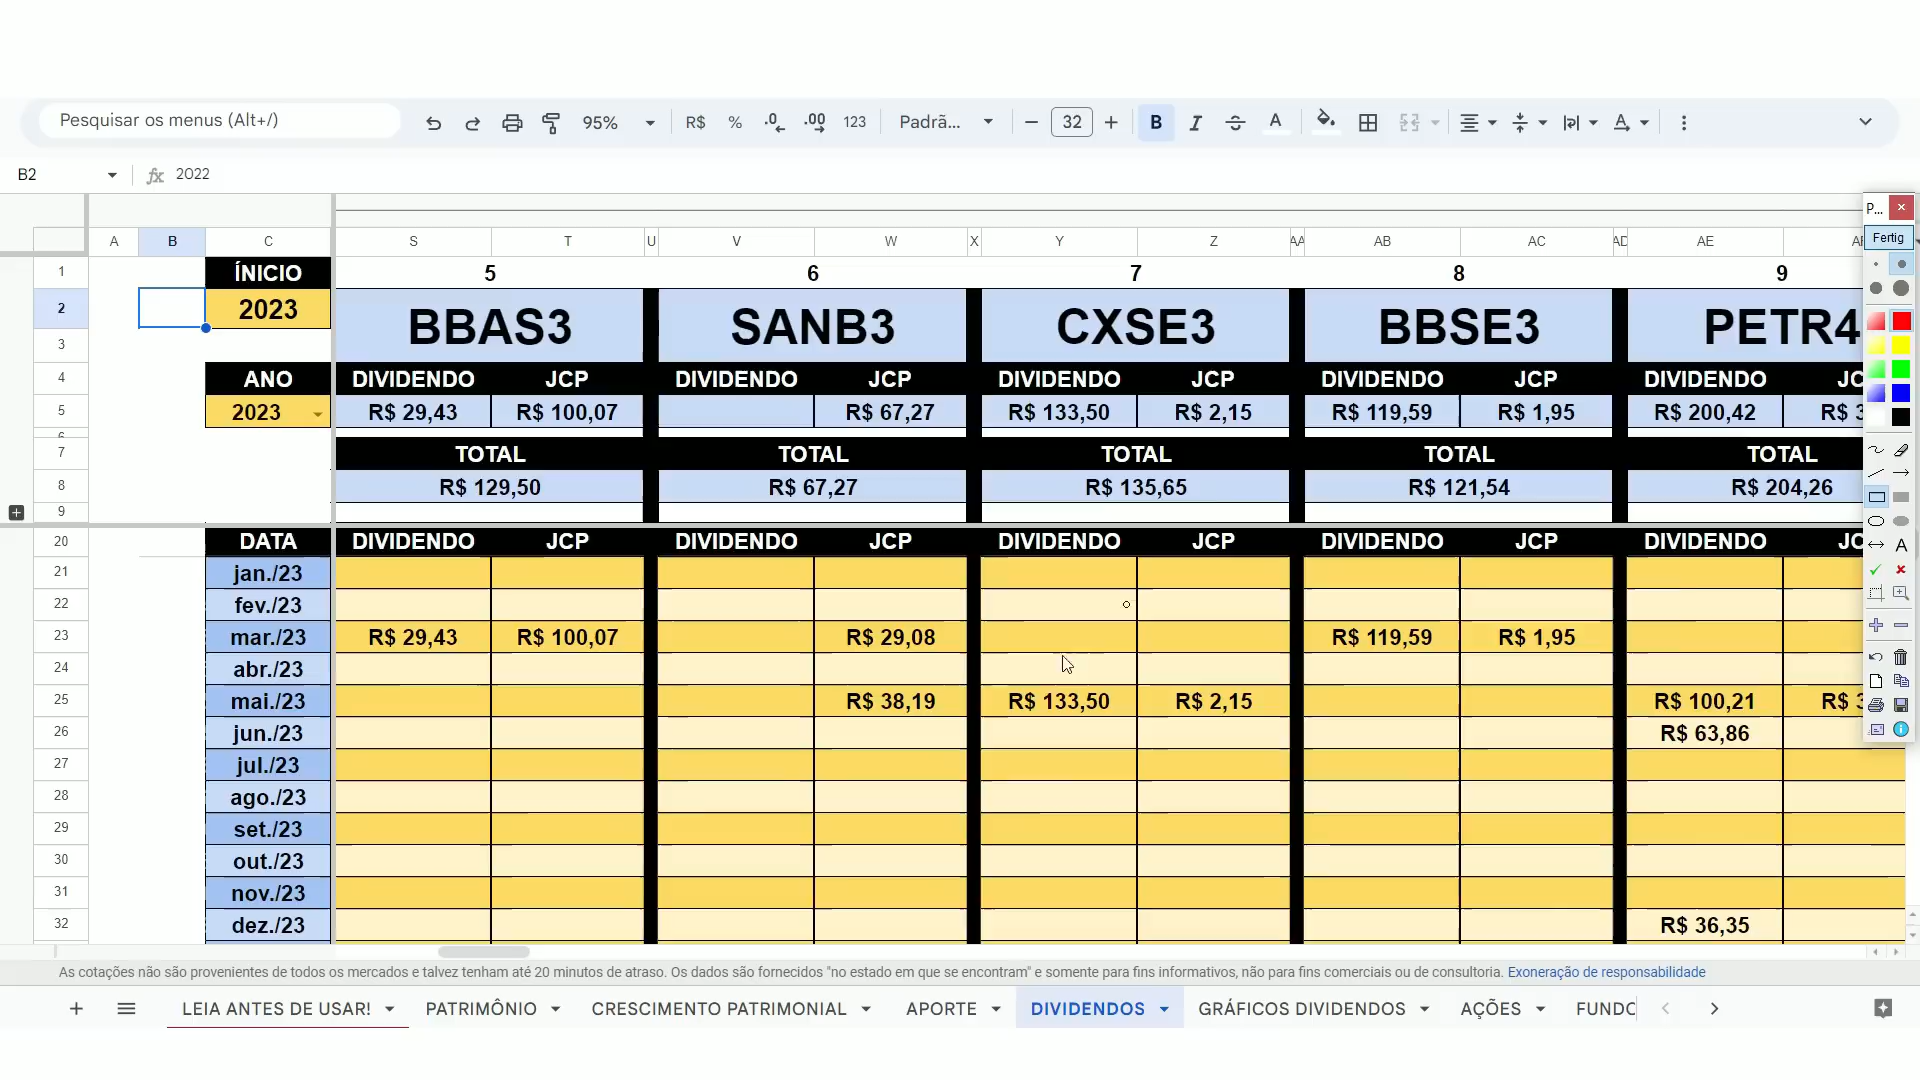 Pesquisar os menus (Alt+/) 95% R$ % .0 .00 123 Padrã... 32 B I A
B2 fx 2022
P...
Fertig
A B C S T U V W X Y Z AA AB AC AD AE
1 ÍNICIO 5 6 7 8 9
2 2023 BBAS3 SANB3 CXSE3 BBSE3 PETR4
3
4 ANO DIVIDENDO JCP DIVIDENDO JCP DIVIDENDO JCP DIVIDENDO JCP DIVIDENDO JC
5 2023 R$ 29,43 R$ 100,07 R$ 67,27 R$ 133,50 R$ 2,15 R$ 119,59 R$ 1,95 R$ 200,42 R$ 3
6
7 TOTAL TOTAL TOTAL TOTAL TOTAL
8 R$ 129,50 R$ 67,27 R$ 135,65 R$ 121,54 R$ 204,26
9
20 DATA DIVIDENDO JCP DIVIDENDO JCP DIVIDENDO JCP DIVIDENDO JCP DIVIDENDO JC
21 jan./23
22 fev./23
23 mar./23 R$ 29,43 R$ 100,07 R$ 29,08 R$ 119,59 R$ 1,95
24 abr./23
25 mai./23 R$ 38,19 R$ 133,50 R$ 2,15 R$ 100,21 R$ 3
26 jun./23 R$ 63,86
27 jul./23
28 ago./23
29 set./23
30 out./23
31 nov./23
32 dez./23 R$ 36,35
As cotações não são provenientes de todos os mercados e talvez tenham até 20 minutos de atraso. Os dados são fornecidos "no estado em que se encontram" e somente para fins informativos, não para fins comerciais ou de consultoria. Exoneração de responsabilidade
LEIA ANTES DE USAR! PATRIMÔNIO CRESCIMENTO PATRIMONIAL APORTE DIVIDENDOS GRÁFICOS DIVIDENDOS AÇÕES FUNDO